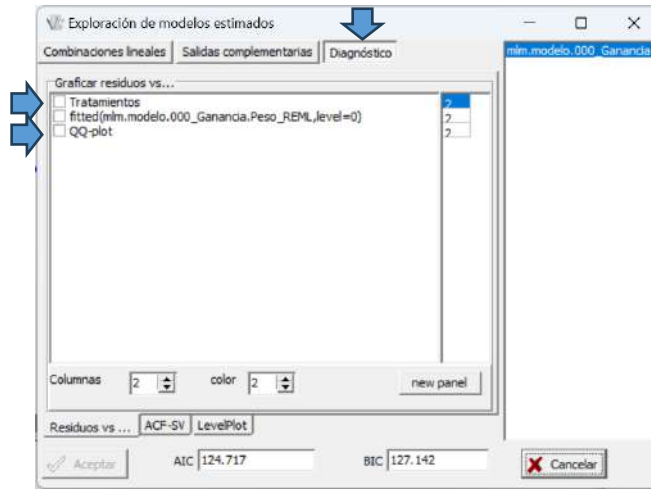 Exploración de modelos estimados
Combinaciones lineales
Salidas complementarias
Diagnóstico
mlm.modelo.000_Ganancia
Graficar residuos vs...
Tratamientos 2
fitted(mlm.modelo.000_Ganancia.Peso_REML,level=0) 2
QQ-plot 2
Columnas 2 color 2 new panel
Residuos vs ... ACF-SV LevelPlot
Aceptar AIC 124.717 BIC 127.142 Cancelar